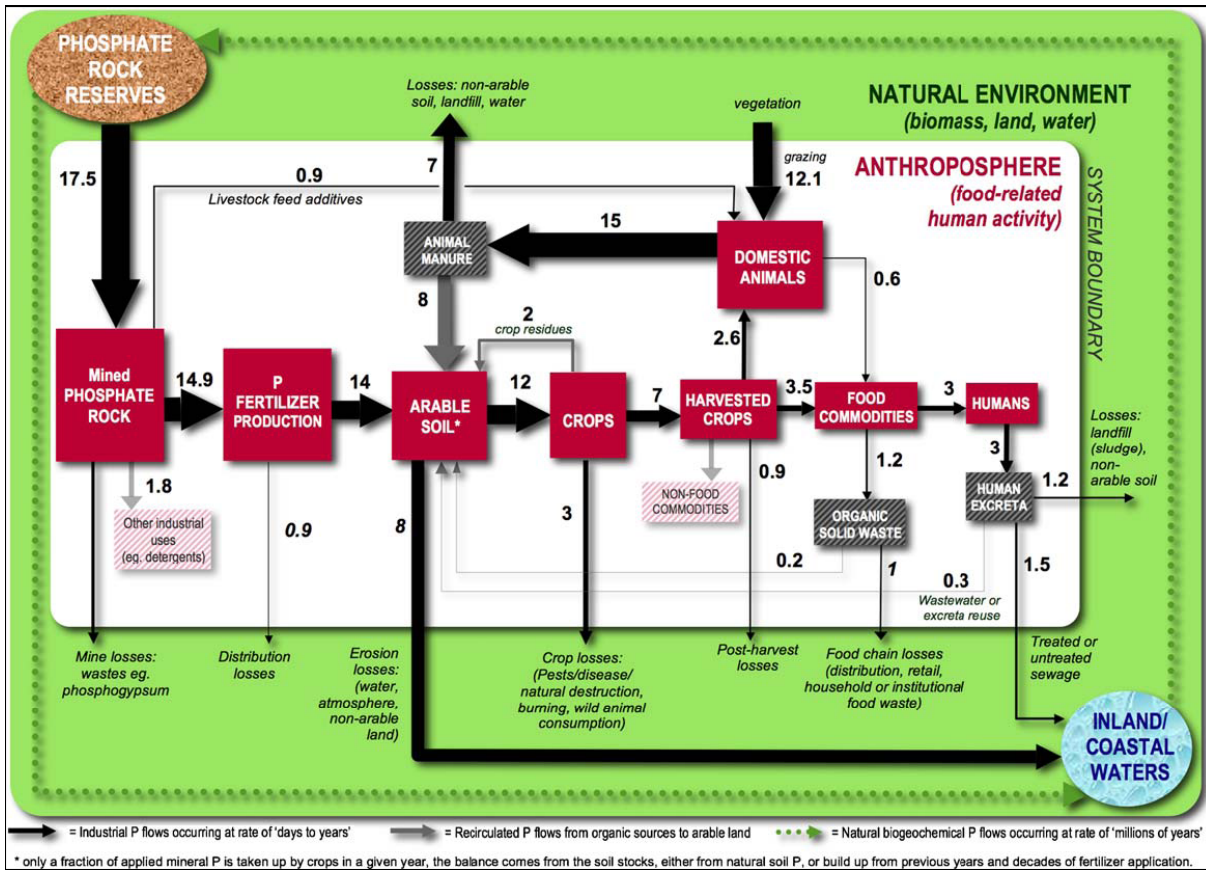 PHOSPHATE
ROCK
RESERVES
Losses: non-arable
soil, landfill, water
vegetation
NATURAL ENVIRONMENT
(biomass, land, water)
17.5
0.9
Livestock feed additives
7
grazing
12.1
ANTHROPOSPHERE
(food-related
human activity)
SYSTEM BOUNDARY
ANIMAL
MANURE
15
DOMESTIC
ANIMALS
0.6
8
2
crop residues
2.6
Mined
PHOSPHATE
ROCK
14.9
P
FERTILIZER
PRODUCTION
14
ARABLE
SOIL*
12
CROPS
7
HARVESTED
CROPS
3.5
FOOD
COMMODITIES
3
HUMANS
Losses:
landfill
(sludge),
non-
arable soil
1.8
Other industrial
uses
(eg. detergents)
0.9
8
3
NON-FOOD
COMMODITIES
0.9
1.2
ORGANIC
SOLID WASTE
3
HUMAN
EXCRETA
1.2
0.2
1
0.3
Wastewater or
excreta reuse
1.5
Mine losses:
wastes eg.
phosphogypsum
Distribution
losses
Erosion
losses:
(water,
atmosphere,
non-arable
land)
Crop losses:
(Pests/disease/
natural destruction,
burning, wild animal
consumption)
Post-harvest
losses
Food chain losses
(distribution, retail,
household or institutional
food waste)
Treated or
untreated
sewage
INLAND/
COASTAL
WATERS
= Industrial P flows occurring at rate of ‘days to years’
= Recirculated P flows from organic sources to arable land
= Natural biogeochemical P flows occurring at rate of ‘millions of years’
* only a fraction of applied mineral P is taken up by crops in a given year, the balance comes from the soil stocks, either from natural soil P, or build up from previous years and decades of fertilizer application.